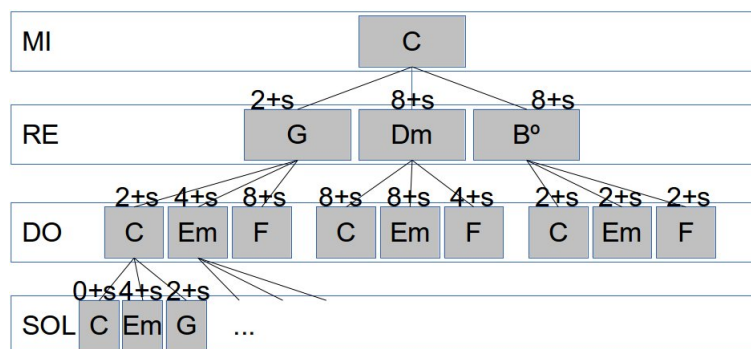 MI C
2+s 8+s 8+s
RE G Dm Bº
2+s 4+s 8+s 8+s 8+s 4+s 2+s 2+s 2+s
DO C Em F C Em F C Em F
0+s 4+s 2+s
SOL C Em G ...